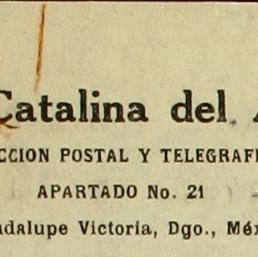 Catalina del A
CCION POSTAL Y TELEGRAFI
APARTADO No. 21
adalupe Victoria, Dgo., Méx